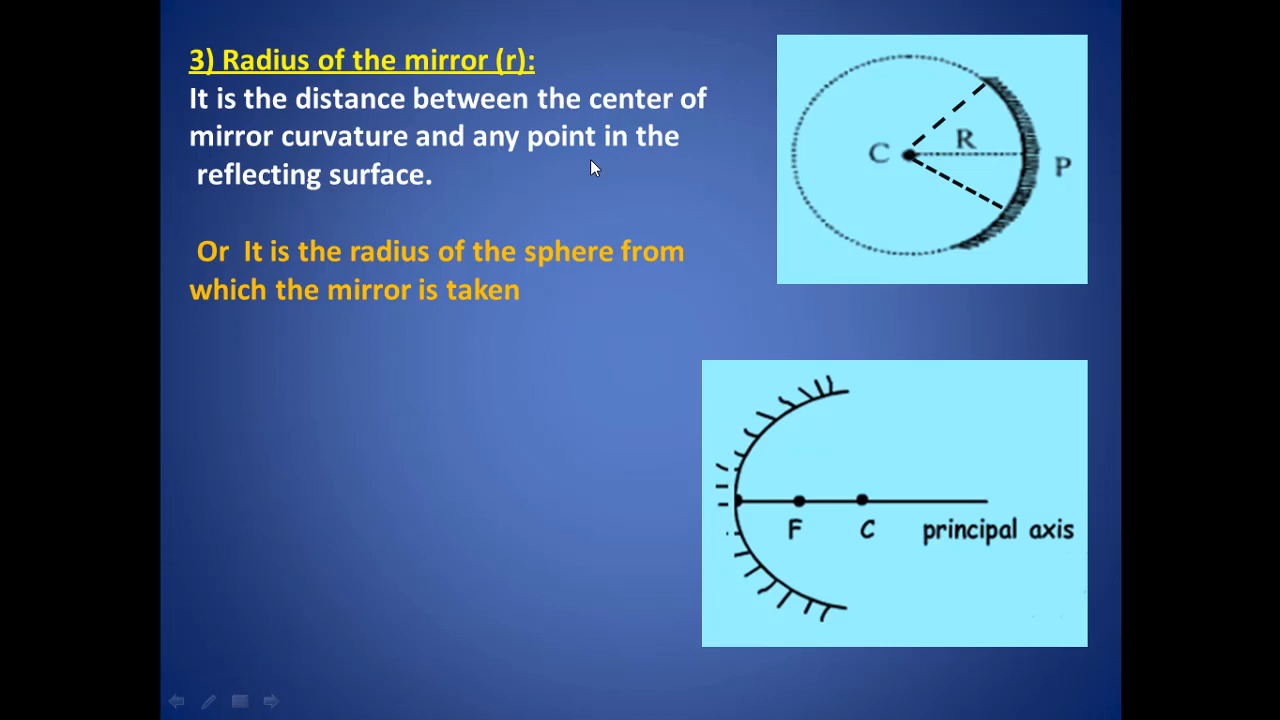 3) Radius of the mirror (r):
It is the distance between the center of
mirror curvature and any point in the
reflecting surface.
Or It is the radius of the sphere from
which the mirror is taken
C
R
P
F
C
principal axis